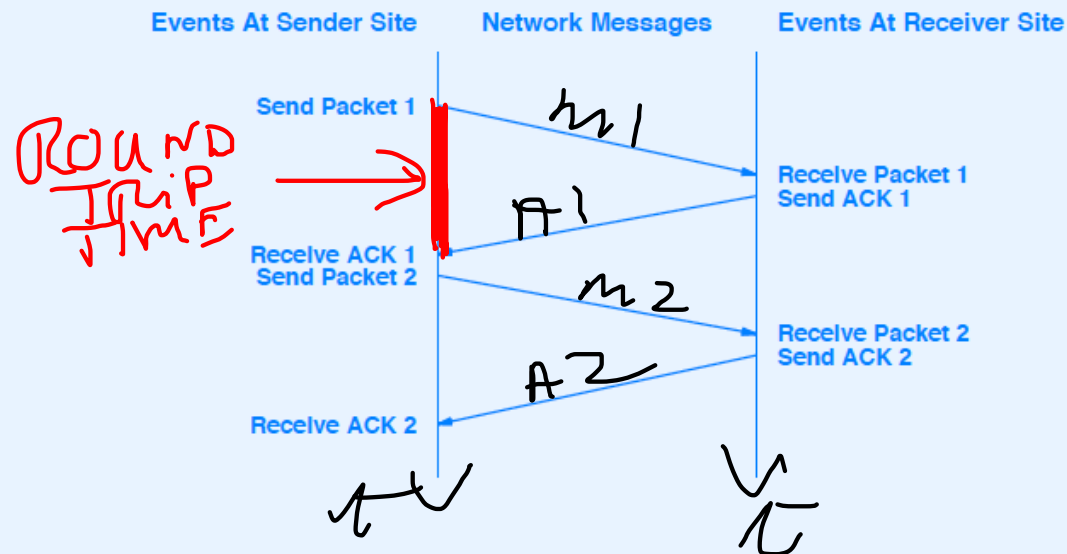 Events At Sender Site
Network Messages
Events At Receiver Site
Send Packet 1
m1
ROUND
TRIP
TIME
Receive Packet 1
Send ACK 1
A1
Receive ACK 1
Send Packet 2
m2
Receive Packet 2
Send ACK 2
A2
Receive ACK 2
t
t